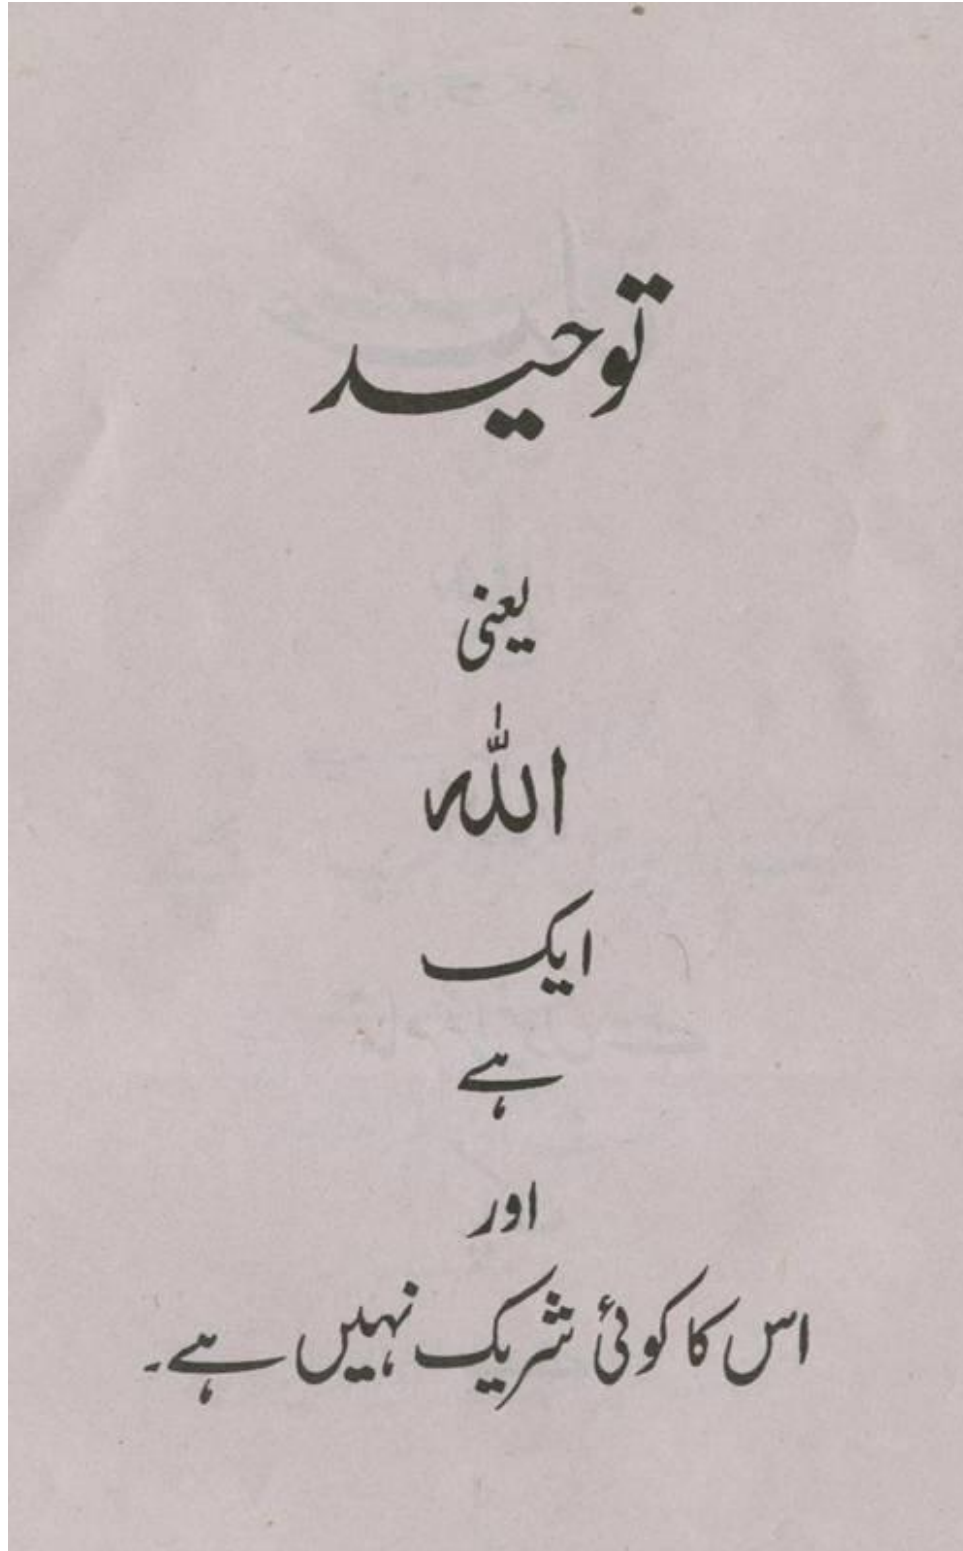 توحید
یعنی
اللہ
ایک
ہے
اور
اس کا کوئی شریک نہیں ہے۔